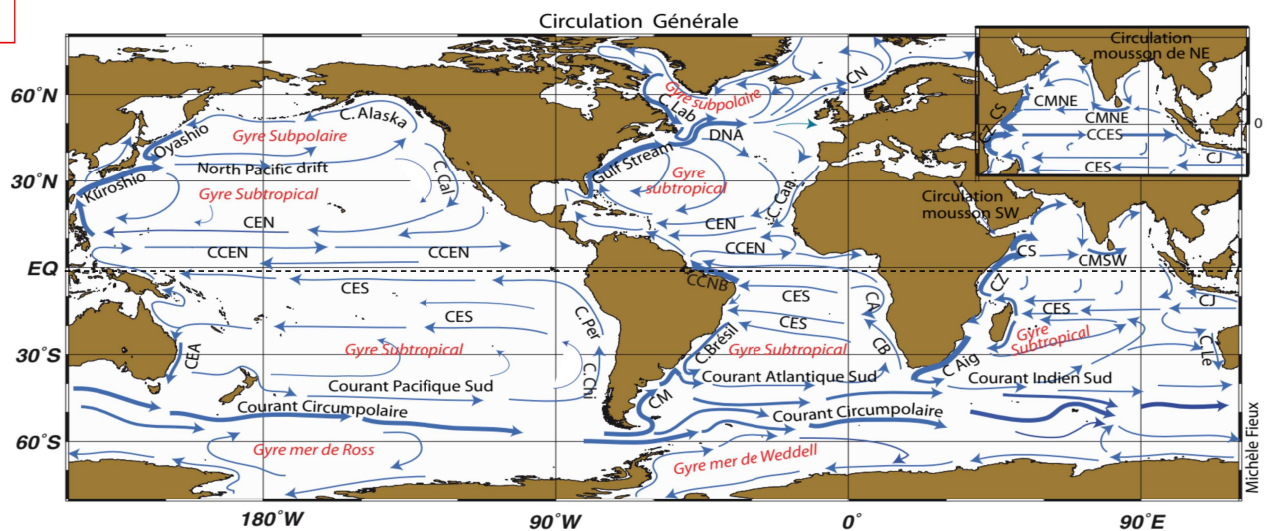 Circulation Générale
Circulation
mousson de NE
60°N
30°N
EQ
30°S
60°S
180°W
90°W
0°
90°E
0
C. Alaska
Gyre Subpolaire
Oyashio
North Pacific drift
Kuroshio
Gyre Subtropical
C. Cal
CEN
CCEN
CCEN
CES
CES
C. Per
CEA
Gyre Subtropical
C. Chi
Courant Pacifique Sud
Courant Circumpolaire
Gyre mer de Ross
CN
Gyre subpolaire
C. Lab
DNA
Gulf Stream
Gyre
subtropical
C. Can
CEN
CCEN
CCNB
CES
CA
CES
CB
C. Brésil
Gyre Subtropical
C Aig
Courant Atlantique Sud
CM
Courant Circumpolaire
Gyre mer de Weddell
CS
CZ
CMNE
CMNE
CCES
CES
CJ
Circulation
mousson SW
CS
CMSW
CZ
CJ
CES
Gyre
Subtropical
C Le
Courant Indien Sud
Michèle Fieux